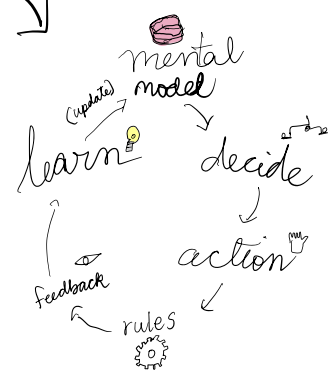 mental
model
(update)
learn
decide
action
feedback
rules